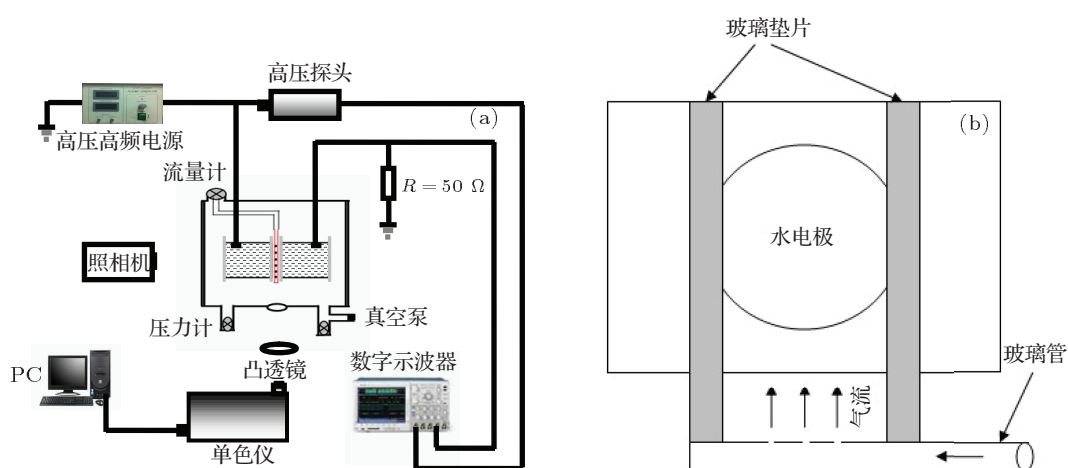 高压探头
(a)
高压高频电源
流量计
R = 50 Ω
照相机
压力计
真空泵
凸透镜
数字示波器
PC
单色仪
玻璃垫片
(b)
水电极
玻璃管
气流